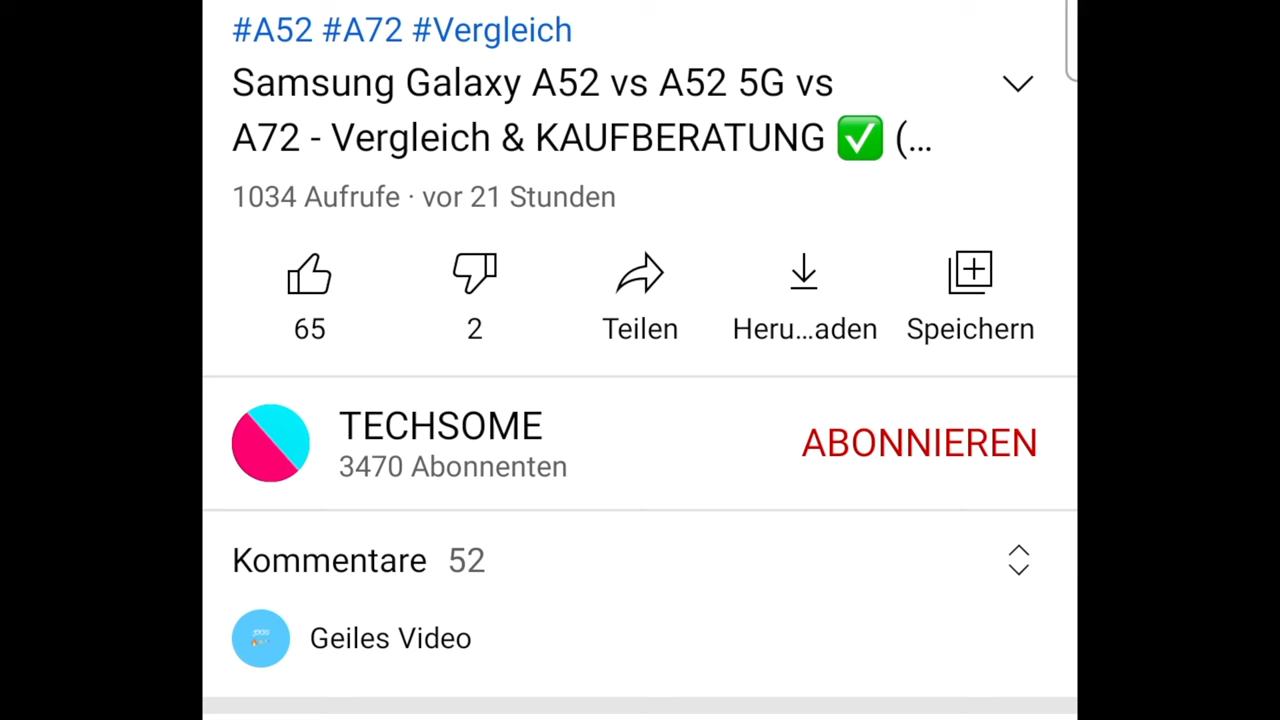 #A52 #A72 #Vergleich
Samsung Galaxy A52 vs A52 5G vs
A72 - Vergleich & KAUFBERATUNG ✅ (...
1034 Aufrufe · vor 21 Stunden
65 2 Teilen Heru...aden Speichern
TECHSOME
3470 Abonnenten
ABONNIEREN
Kommentare 52
Geiles Video